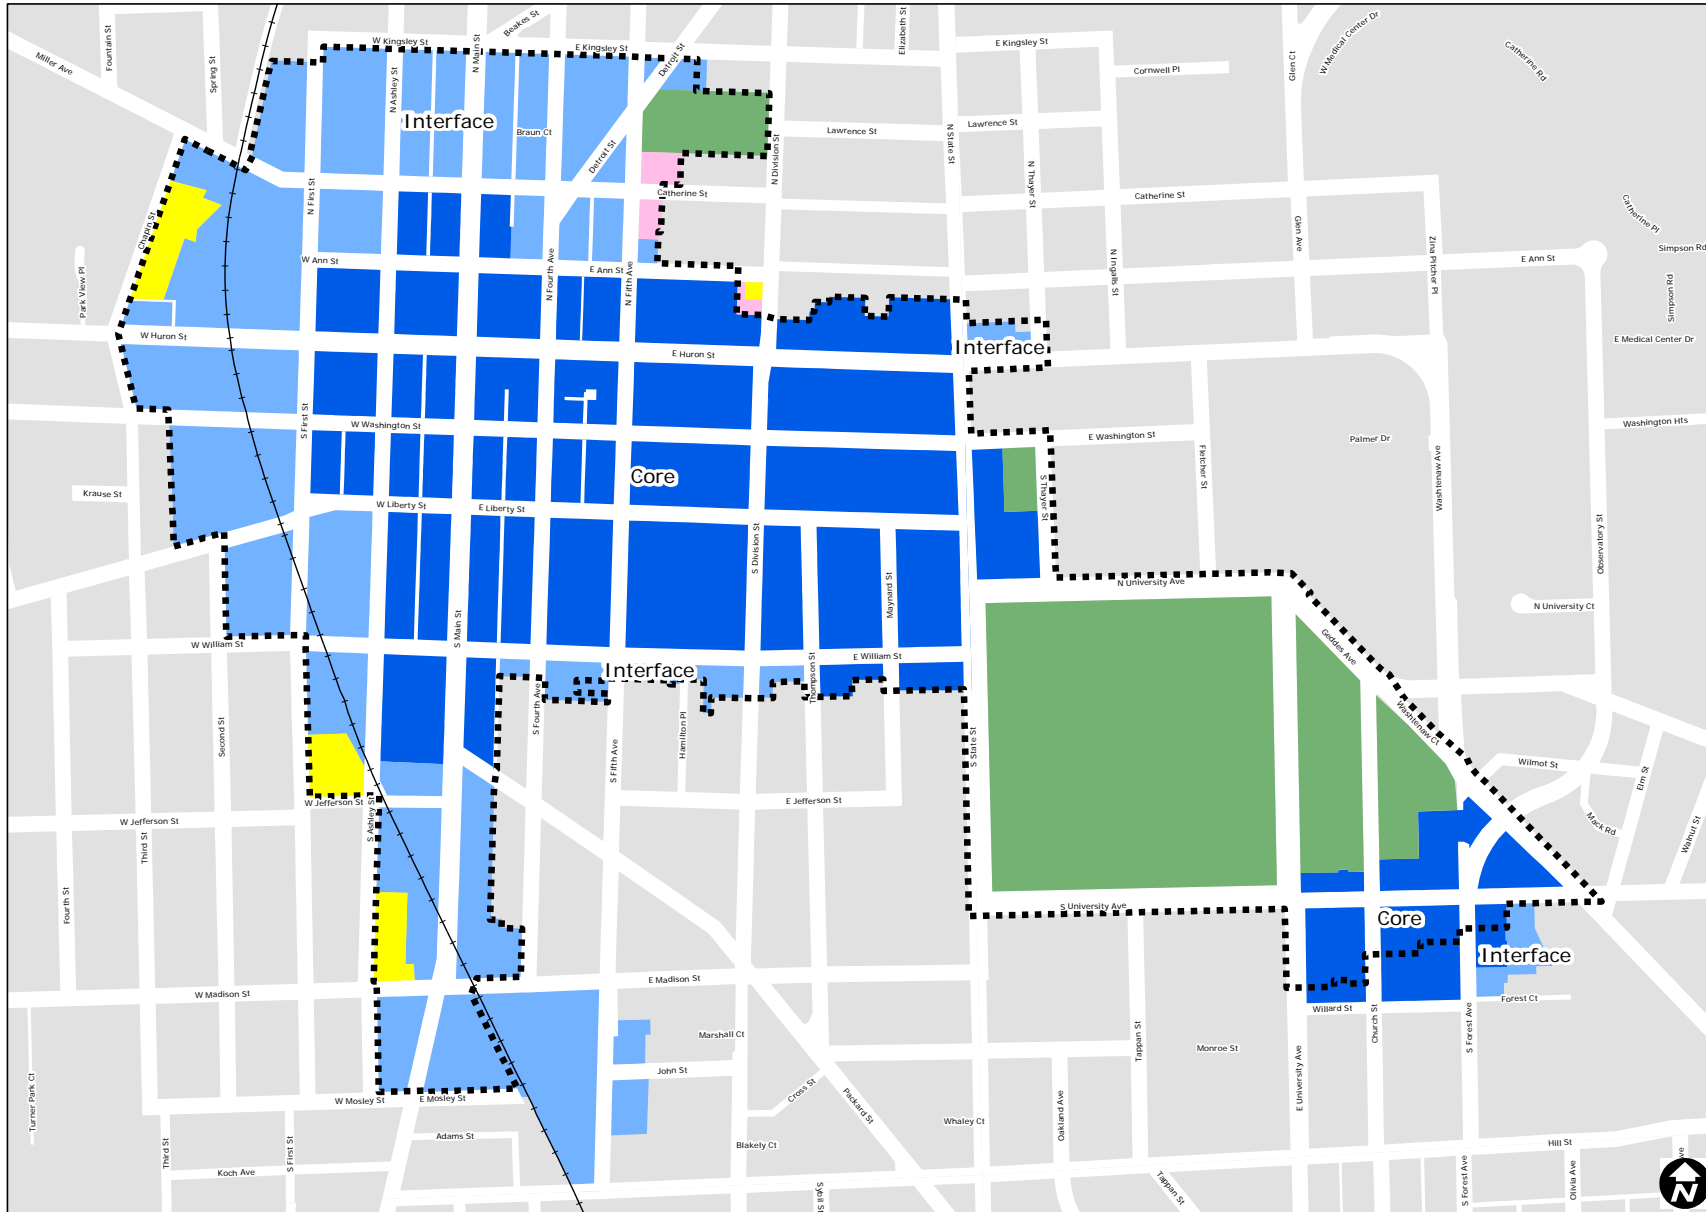 Beakes St
W Kingsley St
E Kingsley St
E Kingsley St
Elizabeth St
W Medical Center Dr
Catherine Rd
Fountain St
Miller Ave
Spring St
N Ashley St
N Main St
Detroit St
Glen Ct
Cornwell Pl
Interface
Braun Ct
Lawrence St
Lawrence St
N State St
N Division St
Detroit St
N Thayer St
N First St
Catherine St
Catherine St
Chapin St
Glen Ave
Catherine Pl
Zina Pitcher Pl
Simpson Rd
W Ann St
E Ann St
E Ann St
N Fourth Ave
N Fifth Ave
N Ingalls St
Park View Pl
Simpson Rd
W Huron St
E Huron St
Interface
E Medical Center Dr
S First St
W Washington St
E Washington St
Palmer Dr
Washington Hts
Core
Fletcher St
Washtenaw Ave
Krause St
S Thayer St
W Liberty St
E Liberty St
S Division St
Observatory St
N University Ave
Maynard St
N University Ct
S Main St
W William St
E William St
Geddes Ave
Interface
Thompson St
S Fourth Ave
Second St
Hamilton Pl
S State St
Washtenaw Ct
S Fifth Ave
Wilmot St
Elm St
W Jefferson St
E Jefferson St
W Jefferson St
S Ashley St
Mack Rd
Walnut St
Third St
Fourth St
S University Ave
Core
Interface
E Madison St
W Madison St
Forest Ct
Willard St
Church St
S Forest Ave
Marshall Ct
Tappan St
Monroe St
John St
Cross St
E University Ave
Turner Park Ct
W Mosley St
E Mosley St
Packard St
Whaley Ct
Oakland Ave
Adams St
Blakely Ct
Hill St
Third St
S First St
Koch Ave
Sybil St
Tappan St
S Forest Ave
Olivia Ave
N